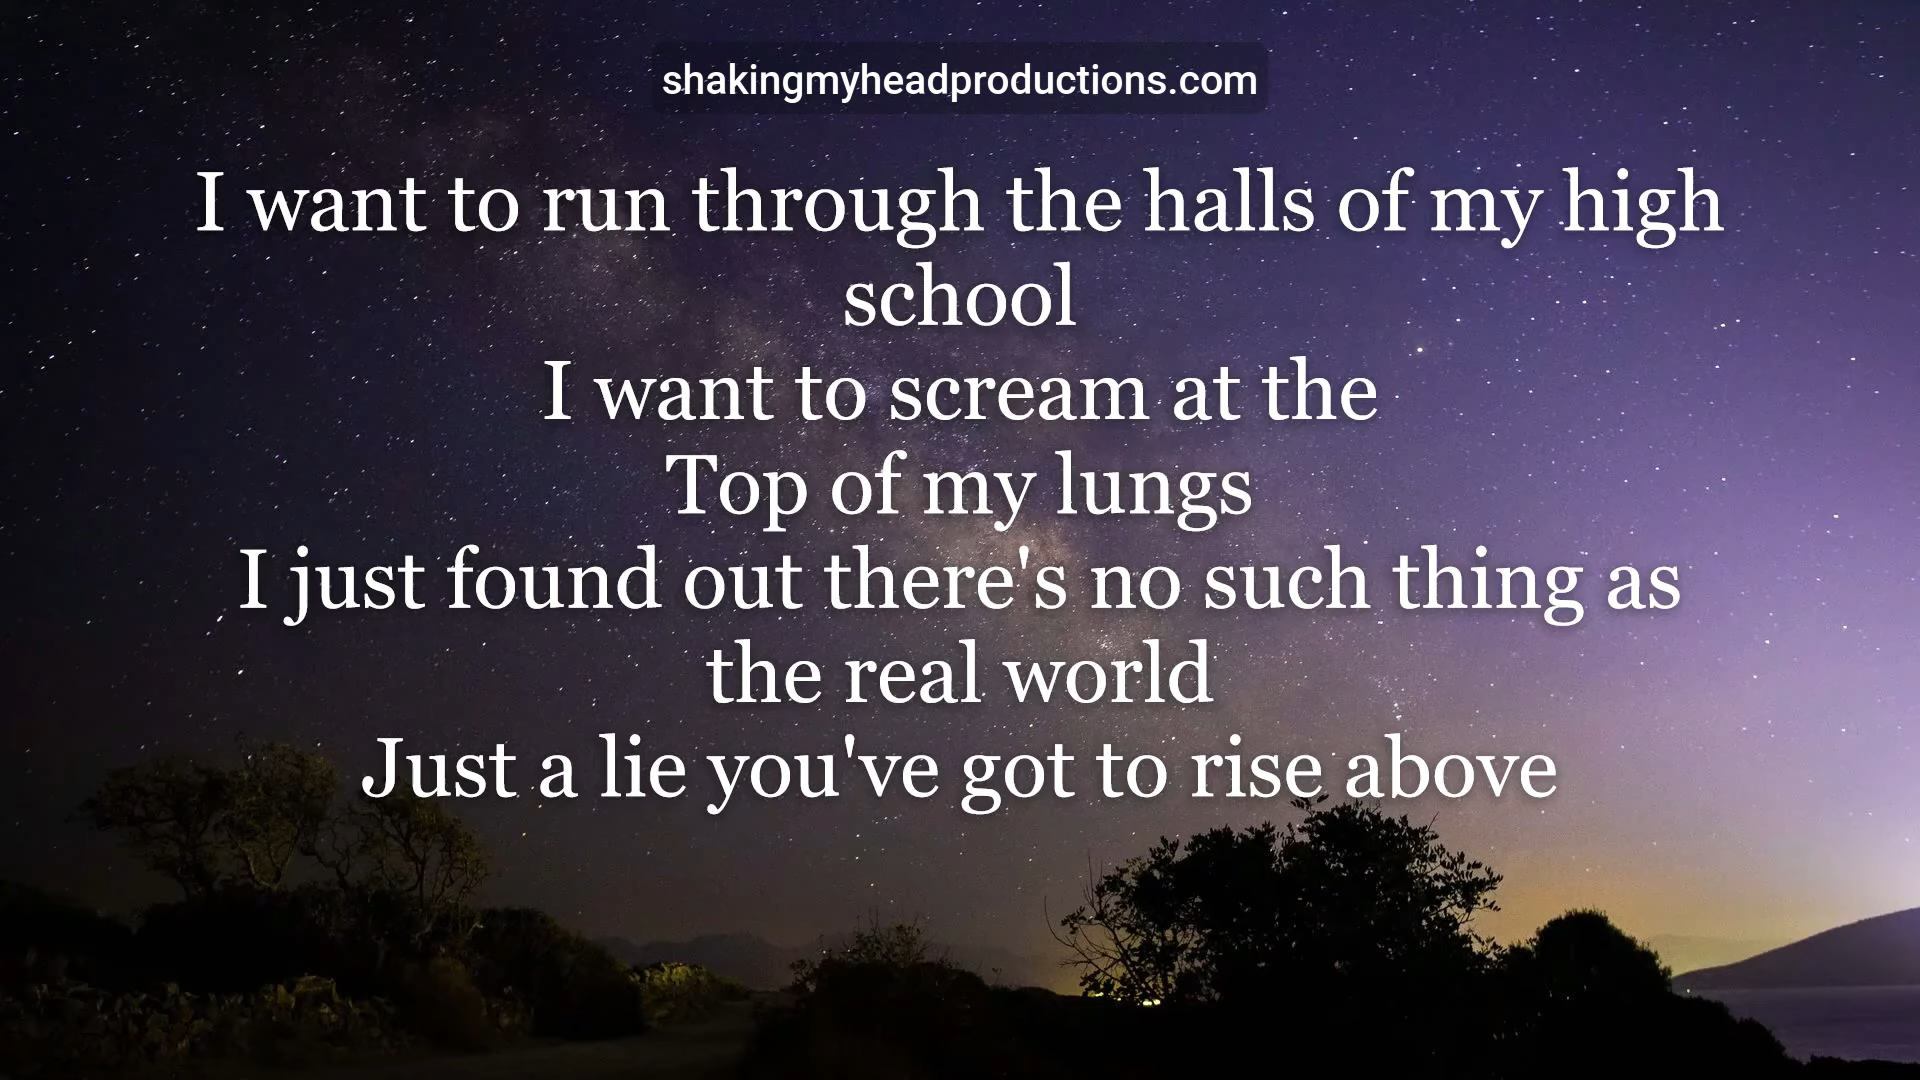 shakingmyheadproductions.com
I want to run through the halls of my high
school
I want to scream at the
Top of my lungs
I just found out there's no such thing as
the real world
Just a lie you've got to rise above